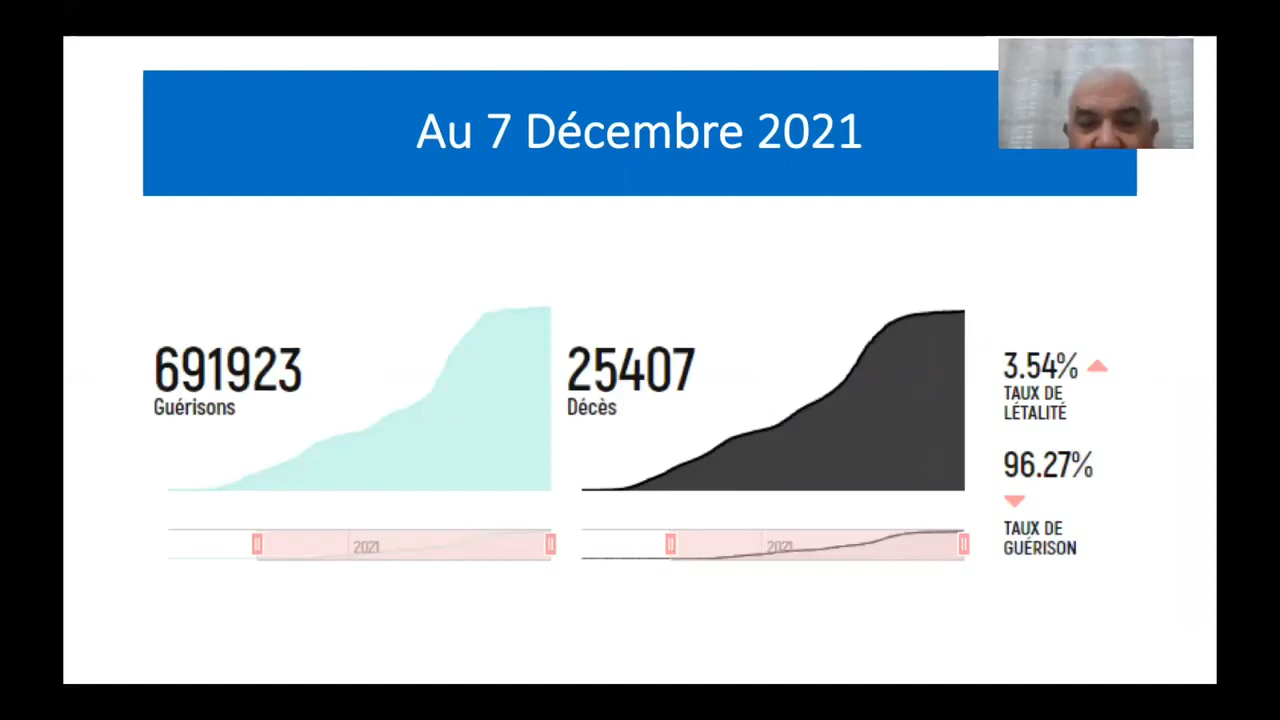 Au 7 Décembre 2021
691923
Guérisons
25407
Décès
3.54%
TAUX DE
LÉTALITÉ
96.27%
TAUX DE
GUÉRISON
2021
2021